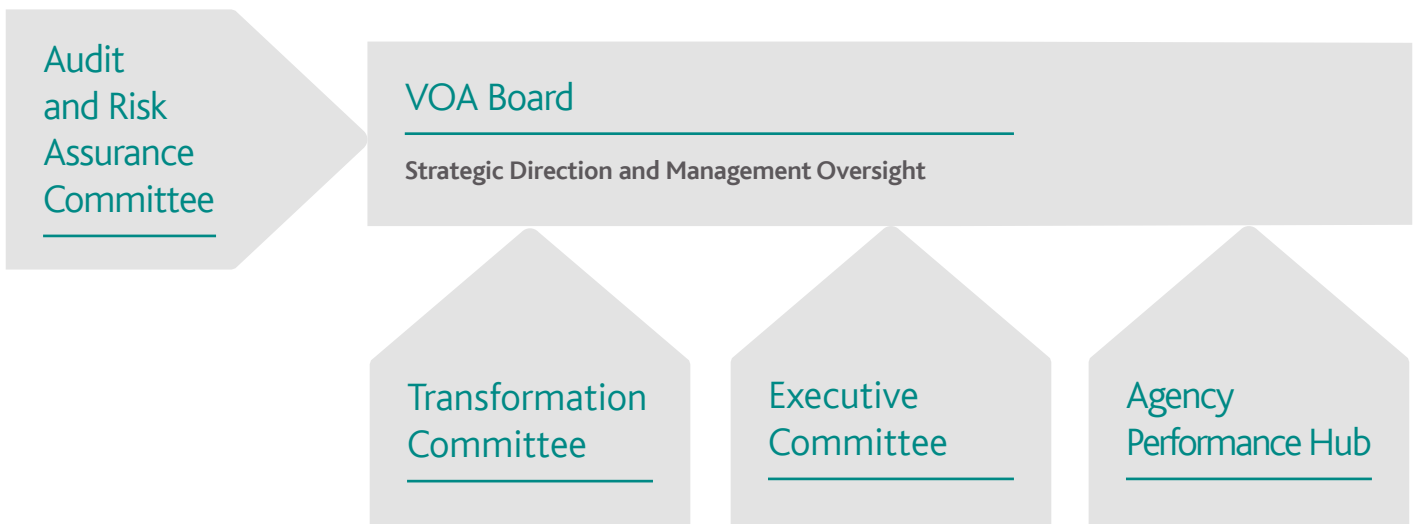 Audit
and Risk
Assurance
Committee
VOA Board
Strategic Direction and Management Oversight
Transformation
Committee
Executive
Committee
Agency
Performance Hub